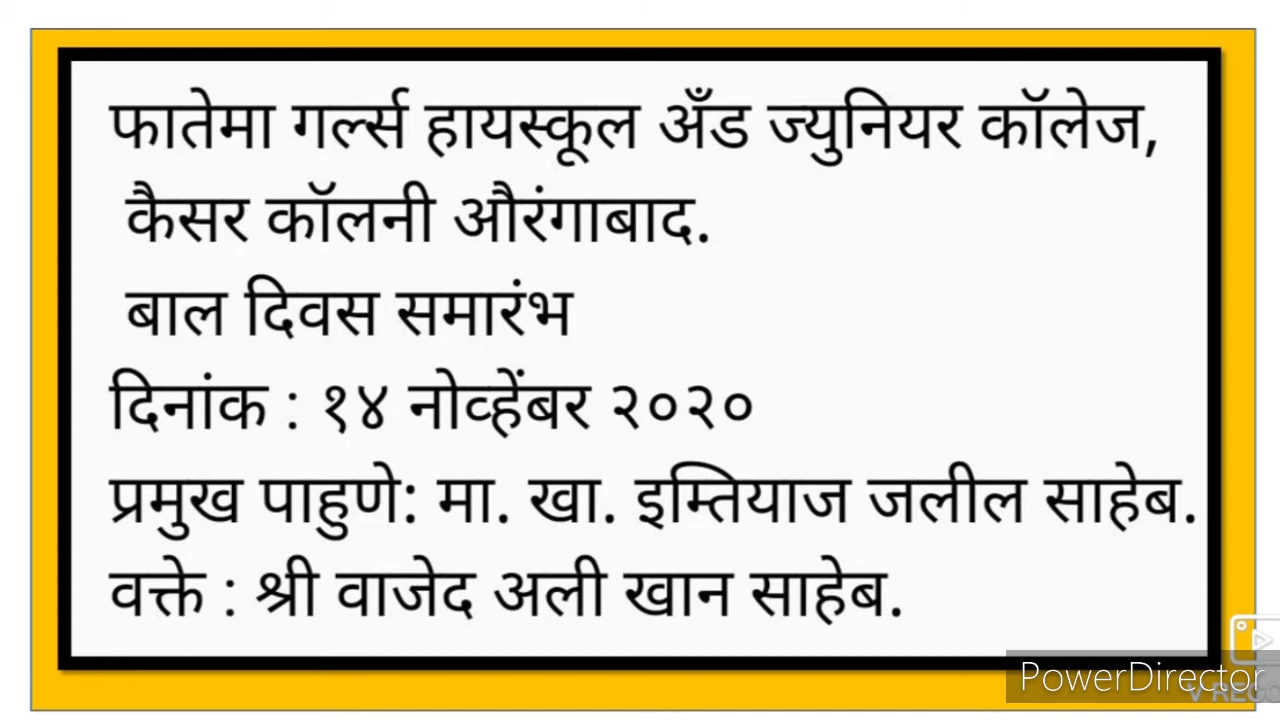 फातेमा गर्ल्स हायस्कूल अँड ज्युनियर कॉलेज,
कैसर कॉलनी औरंगाबाद.
बाल दिवस समारंभ
दिनांक : १४ नोव्हेंबर २०२०
प्रमुख पाहुणे: मा. खा. इम्तियाज जलील साहेब.
वक्ते : श्री वाजेद अली खान साहेब.
PowerDirector